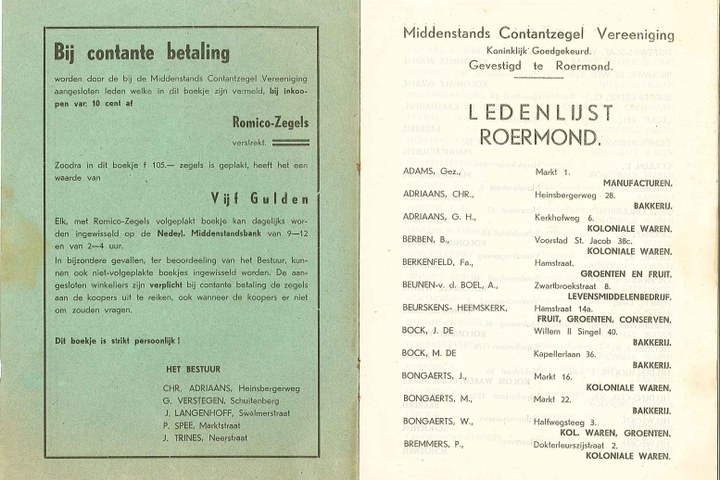 Bij contante betaling
worden door de bij de Middenstands Contantzegel Vereeniging
aangesloten leden welke in dit boekje zijn vermeld, bij inkoo-
pen van 10 cent af
Romico-Zegels
verstrekt.
Zoodra in dit boekje f 105.— zegels is geplakt, heeft het een
waarde van
Vijf Gulden
Elk, met Romico-Zegels volgeplakt boekje kan dagelijks wor-
den ingewisseld op de Nederl. Middenstandsbank van 9—12
en van 2—4 uur.
In bijzondere gevallen, ter beoordeeling van het Bestuur, kun-
nen ook niet-volgeplakte boekjes ingewisseld worden. De aan-
gesloten winkeliers zijn verplicht bij contante betaling de zegels
aan de koopers uit te reiken, ook wanneer de koopers er niet
om zouden vragen.
Dit boekje is strikt persoonlijk!
HET BESTUUR
CHR. ADRIAANS, Heinsbergerweg
G. VERSTEGEN, Schuitenberg
J. LANGENHOFF, Swalmerstraat
P. SPEE, Marktstraat
J. TRINES, Neerstraat
Middenstands Contantzegel Vereeniging
Koninklijk Goedgekeurd.
Gevestigd te Roermond.
LEDENLIJST
ROERMOND.
ADAMS, Gez., Markt 1.
MANUFACTUREN.
ADRIAANS, CHR., Heinsbergerweg 28.
BAKKERIJ.
ADRIAANS, G. H., Kerkhofweg 6.
KOLONIALE WAREN.
BERBEN, B., Voorstad St. Jacob 38c.
KOLONIALE WAREN.
BERKENFELD, Fa., Hamstraat.
GROENTEN EN FRUIT.
BEUNEN-v. d. BOEL, A., Zwartbroekstraat 8.
LEVENSMIDDELENBEDRIJF.
BEURSKENS- HEEMSKERK, Hamstraat 14a.
FRUIT, GROENTEN, CONSERVEN.
BOCK, J. DE Willem II Singel 40.
BAKKERIJ.
BOCK, M. DE Kapellerlaan 36.
BAKKERIJ.
BONGAERTS, J., Markt 16.
KOLONIALE WAREN.
BONGAERTS, M., Markt 22.
BAKKERIJ.
BONGAERTS, W., Halfwegsteeg 3.
KOL. WAREN, GROENTEN.
BREMMERS, P., Dokterleurszijstraat 2.
KOLONIALE WAREN.